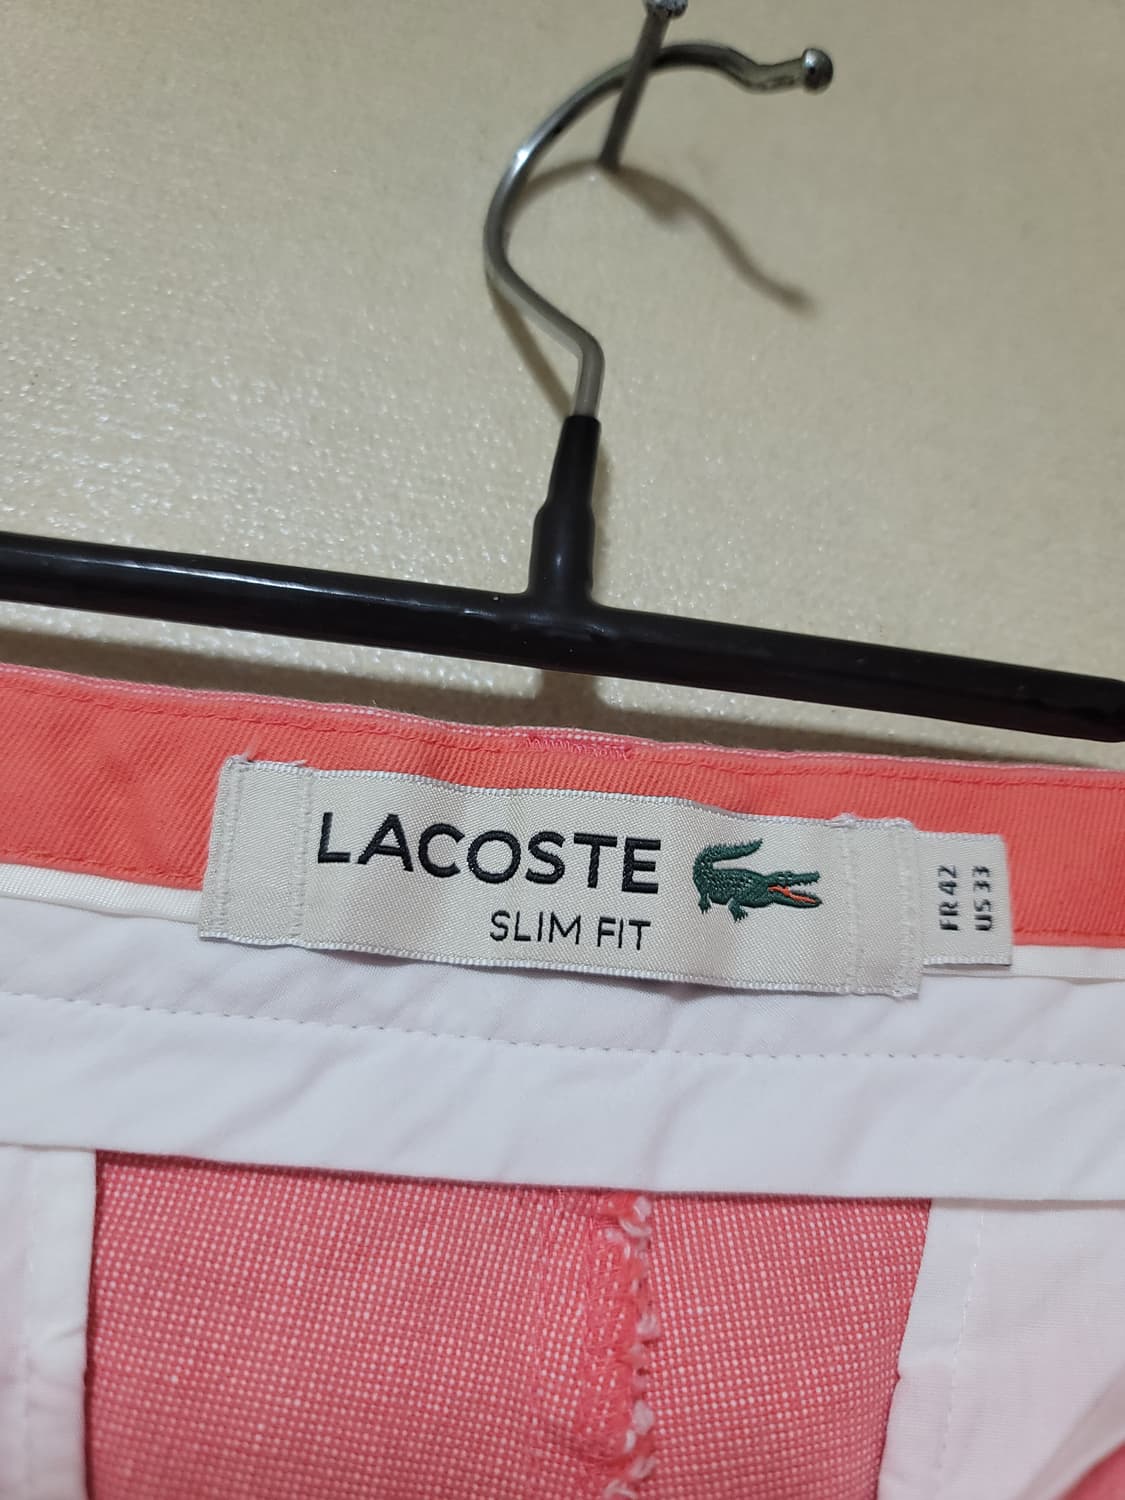 LACOSTE
SLIM FIT
FR 42
US 33